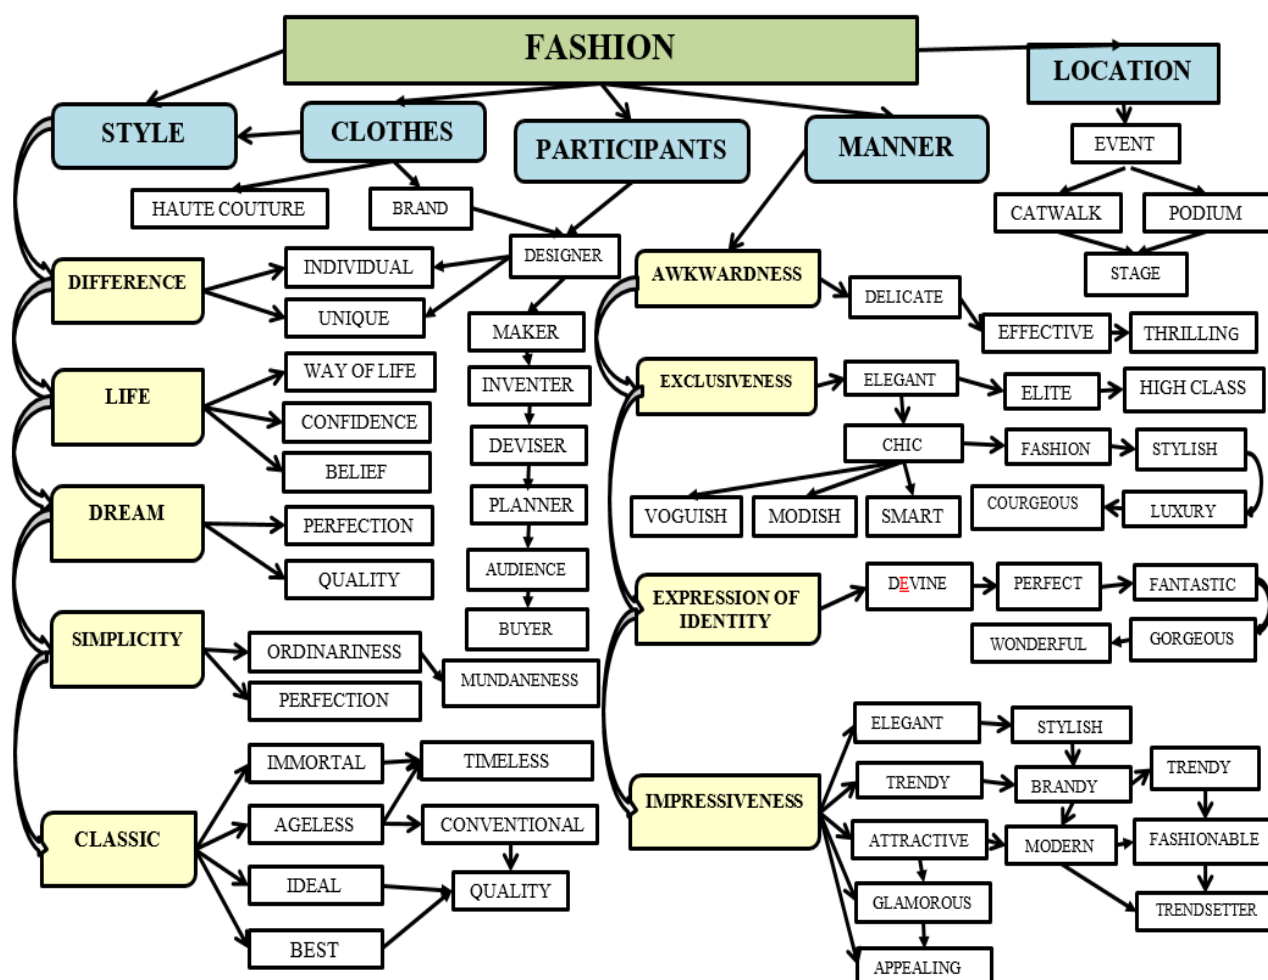 FASHION
LOCATION
STYLE
CLOTHES
PARTICIPANTS
MANNER
EVENT
HAUTE COUTURE
BRAND
CATWALK
PODIUM
DESIGNER
STAGE
DIFFERENCE
INDIVIDUAL
UNIQUE
AWKWARDNESS
DELICATE
EFFECTIVE
THRILLING
MAKER
INVENTER
DEVISER
PLANNER
AUDIENCE
BUYER
LIFE
WAY OF LIFE
CONFIDENCE
BELIEF
EXCLUSIVENESS
ELEGANT
ELITE
HIGH CLASS
CHIC
FASHION
STYLISH
VOGUISH
MODISH
SMART
COURGEOUS
LUXURY
DREAM
PERFECTION
QUALITY
EXPRESSION OF
IDENTITY
DEVINE
PERFECT
FANTASTIC
WONDERFUL
GORGEOUS
SIMPLICITY
ORDINARINESS
MUNDANENESS
PERFECTION
CLASSIC
IMMORTAL
TIMELESS
AGELESS
CONVENTIONAL
IDEAL
QUALITY
BEST
IMPRESSIVENESS
ELEGANT
STYLISH
TRENDY
BRANDY
TRENDY
ATTRACTIVE
MODERN
FASHIONABLE
GLAMOROUS
TRENDSETTER
APPEALING